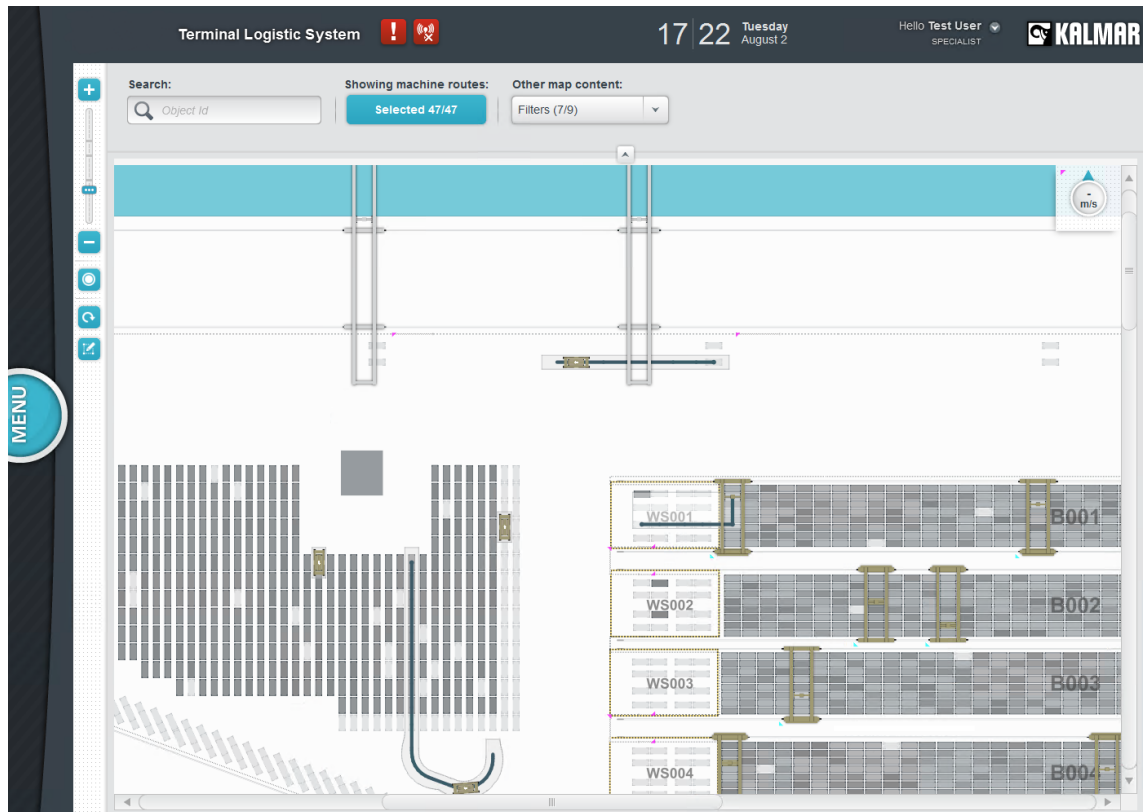 Terminal Logistic System
17 22 Tuesday
August 2
Hello Test User
SPECIALIST
KALMAR
Search:
Object Id
Showing machine routes:
Selected 47/47
Other map content:
Filters (7/9)
-
m/s
MENU
WS001
B001
WS002
B002
WS003
B003
WS004
B004